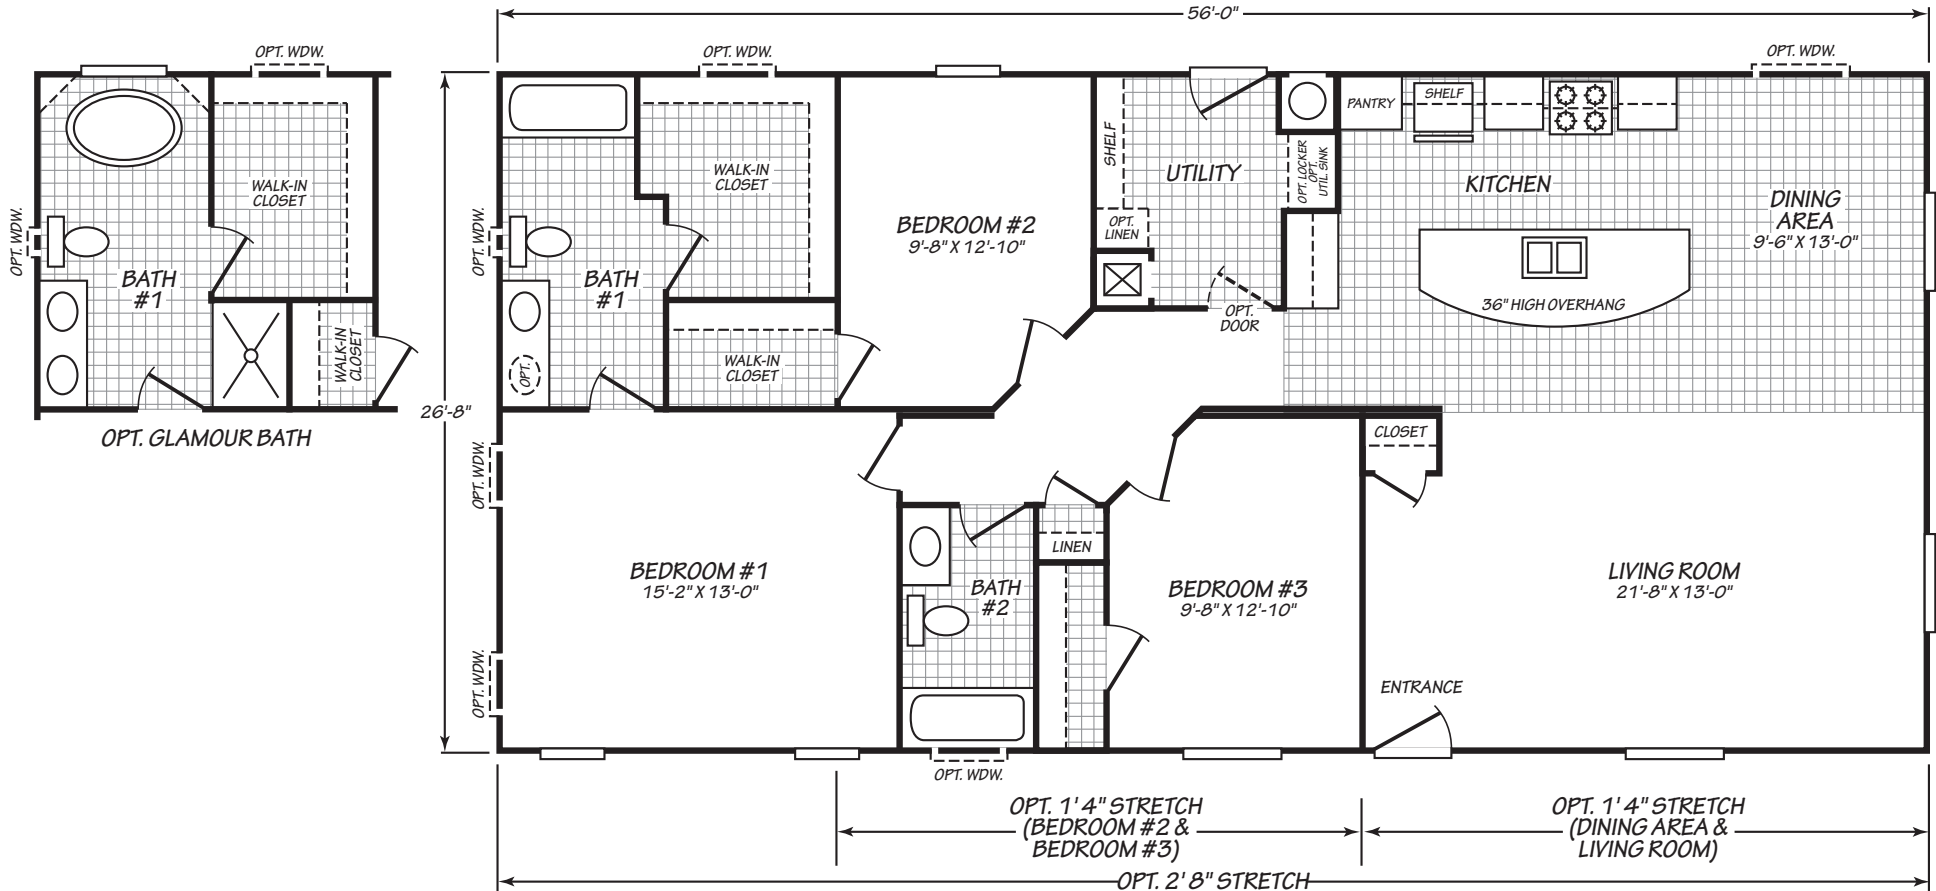 56'-0"
OPT. WDW.
OPT. WDW.
WALK-IN
CLOSET
BATH
#1
WALK-IN
CLOSET
OPT. GLAMOUR BATH
26'-8"
OPT. WDW.
OPT. WDW.
WALK-IN
CLOSET
BATH
#1
OPT.
WALK-IN
CLOSET
BEDROOM #2
9'-8" X 12'-10"
SHELF
UTILITY
OPT.
LINEN
OPT. LOCKER
OPT.
UTIL. SINK
OPT.
DOOR
PANTRY
SHELF
KITCHEN
36" HIGH OVERHANG
OPT. WDW.
DINING
AREA
9'-6" X 13'-0"
OPT. WDW.
OPT. WDW.
BEDROOM #1
15'-2" X 13'-0"
BATH
#2
OPT. WDW.
LINEN
BEDROOM #3
9'-8" X 12'-10"
CLOSET
LIVING ROOM
21'-8" X 13'-0"
ENTRANCE
OPT. 1' 4" STRETCH
(BEDROOM #2 &
BEDROOM #3)
OPT. 1' 4" STRETCH
(DINING AREA &
LIVING ROOM)
OPT. 2' 8" STRETCH